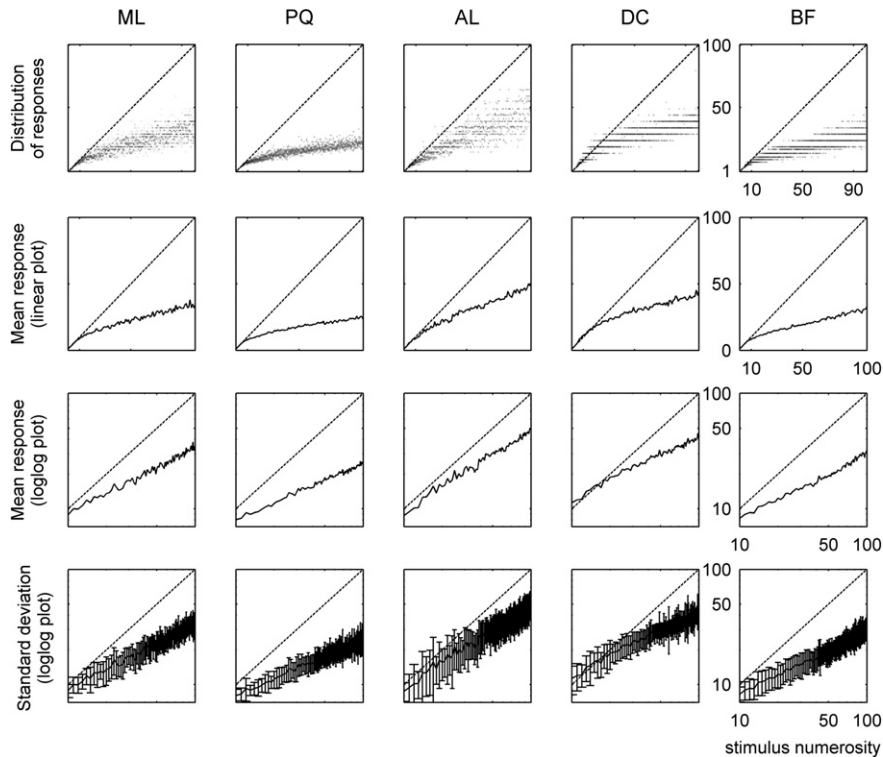 ML PQ AL DC BF
Distribution
of responses
100
50
1
10 50 90
Mean response
(linear plot)
100
50
0
10 50 100
Mean response
(loglog plot)
100
50
10
10 50 100
Standard deviation
(loglog plot)
100
50
10
10 50 100
stimulus numerosity